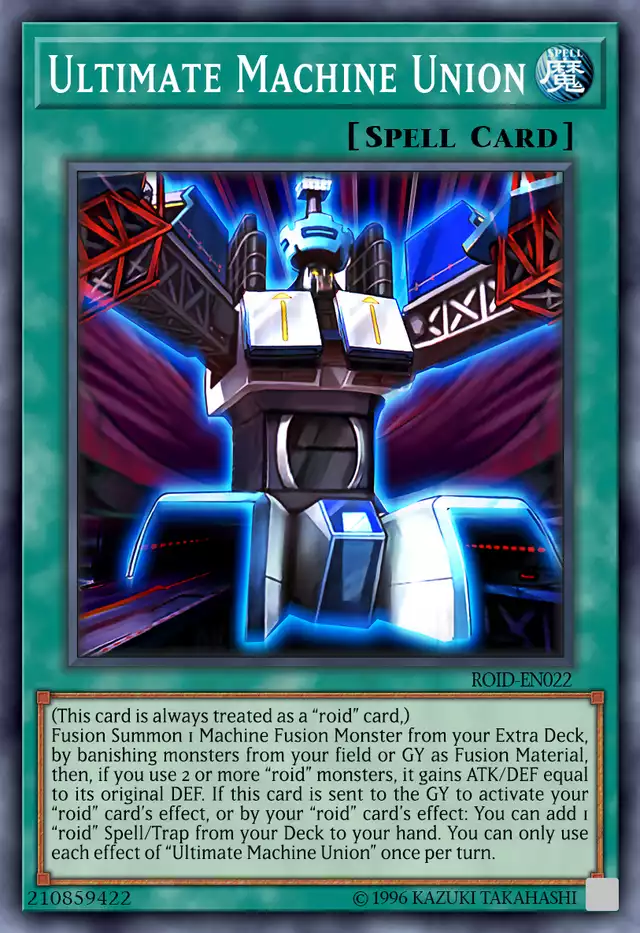 ULTIMATE MACHINE UNION
SPELL
魔
[SPELL CARD]
ROID-EN022
(This card is always treated as a “roid” card,)
Fusion Summon 1 Machine Fusion Monster from your Extra Deck,
by banishing monsters from your field or GY as Fusion Material,
then, if you use 2 or more “roid” monsters, it gains ATK/DEF equal
to its original DEF. If this card is sent to the GY to activate your
“roid” card’s effect, or by your “roid” card’s effect: You can add 1
“roid” Spell/Trap from your Deck to your hand. You can only use
each effect of “Ultimate Machine Union” once per turn.
210859422
© 1996 KAZUKI TAKAHASHI